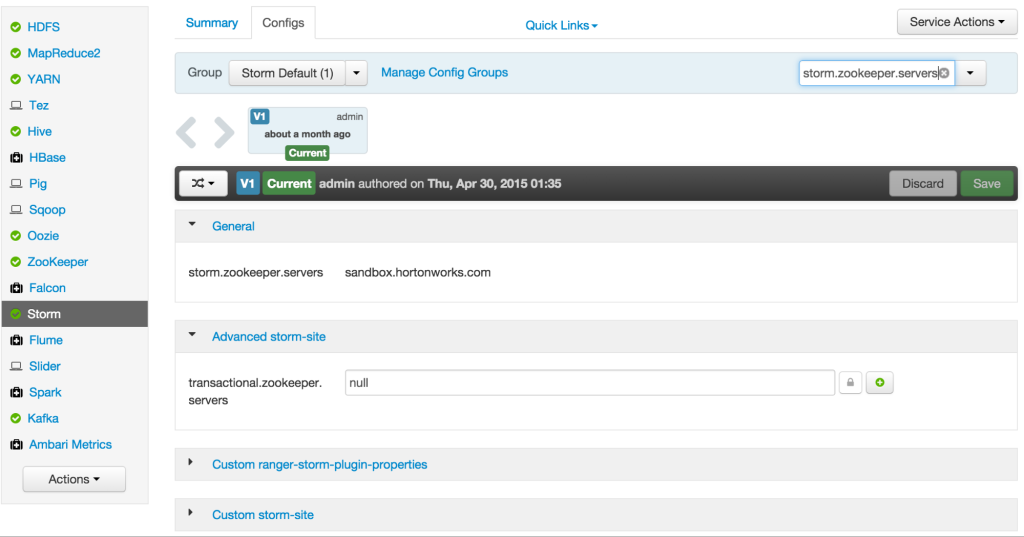 HDFS
MapReduce2
YARN
Tez
Hive
HBase
Pig
Sqoop
Oozie
ZooKeeper
Falcon
Storm
Flume
Slider
Spark
Kafka
Ambari Metrics
Actions
Summary Configs Quick Links Service Actions
Group Storm Default (1) Manage Config Groups storm.zookeeper.servers
V1 admin
about a month ago
Current
V1 Current admin authored on Thu, Apr 30, 2015 01:35 Discard Save
General
storm.zookeeper.servers sandbox.hortonworks.com
Advanced storm-site
transactional.zookeeper. null
servers
Custom ranger-storm-plugin-properties
Custom storm-site